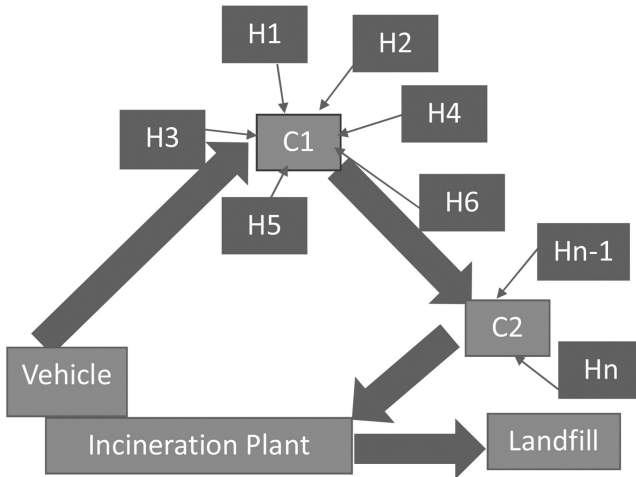 H1
H2
H3
C1
H4
H5
H6
Hn-1
C2
Hn
Vehicle
Incineration Plant
Landfill